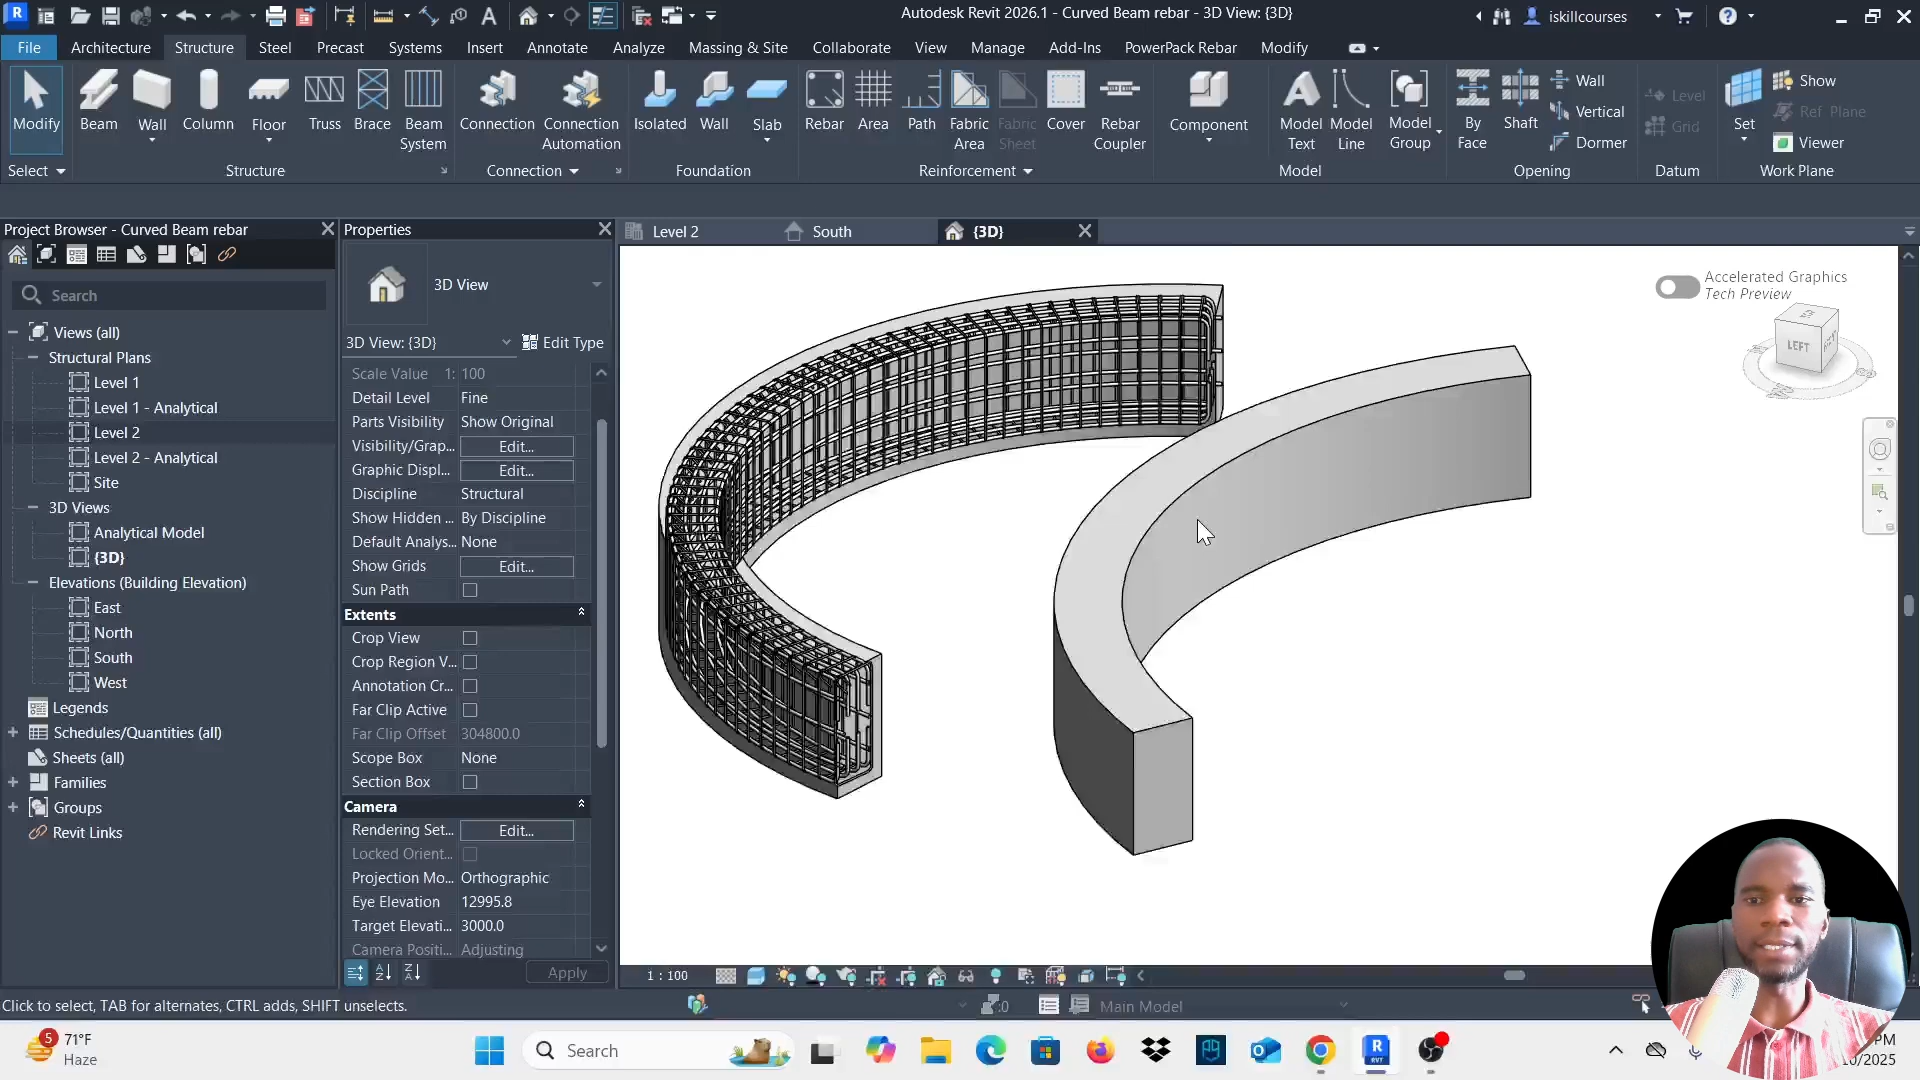 Autodesk Revit 2026.1 - Curved Beam rebar - 3D View: {3D}
iskillcourses
File Architecture Structure Steel Precast Systems Insert Annotate Analyze Massing & Site Collaborate View Manage Add-Ins PowerPack Rebar Modify
Modify Beam Wall Column Floor Truss Brace Beam System Connection Connection Automation Isolated Wall Slab Rebar Area Path Fabric Area Fabric Sheet Cover Rebar Coupler Component Model Text Model Line Model Group By Face Shaft Wall Vertical Dormer Level Grid Set Show Ref Plane Viewer
Select Structure Connection Foundation Reinforcement Model Opening Datum Work Plane
Project Browser - Curved Beam rebar
Search
Views (all)
Structural Plans
Level 1
Level 1 - Analytical
Level 2
Level 2 - Analytical
Site
3D Views
Analytical Model
{3D}
Elevations (Building Elevation)
East
North
South
West
Legends
Schedules/Quantities (all)
Sheets (all)
Families
Groups
Revit Links
Properties
3D View
3D View: {3D} Edit Type
Scale Value 1: 100
Detail Level Fine
Parts Visibility Show Original
Visibility/Grap... Edit...
Graphic Displ... Edit...
Discipline Structural
Show Hidden ... By Discipline
Default Analys... None
Show Grids Edit...
Sun Path
Extents
Crop View
Crop Region V...
Annotation Cr...
Far Clip Active
Far Clip Offset 304800.0
Scope Box None
Section Box
Camera
Rendering Set... Edit...
Locked Orient...
Projection Mo... Orthographic
Eye Elevation 12995.8
Target Elevati... 3000.0
Camera Positi... Adjusting
Apply
Level 2 South {3D}
Accelerated Graphics
Tech Preview
LEFT
1 : 100
Click to select, TAB for alternates, CTRL adds, SHIFT unselects.
:0 Main Model
5
71°F
Haze
Search
PM
0/2025